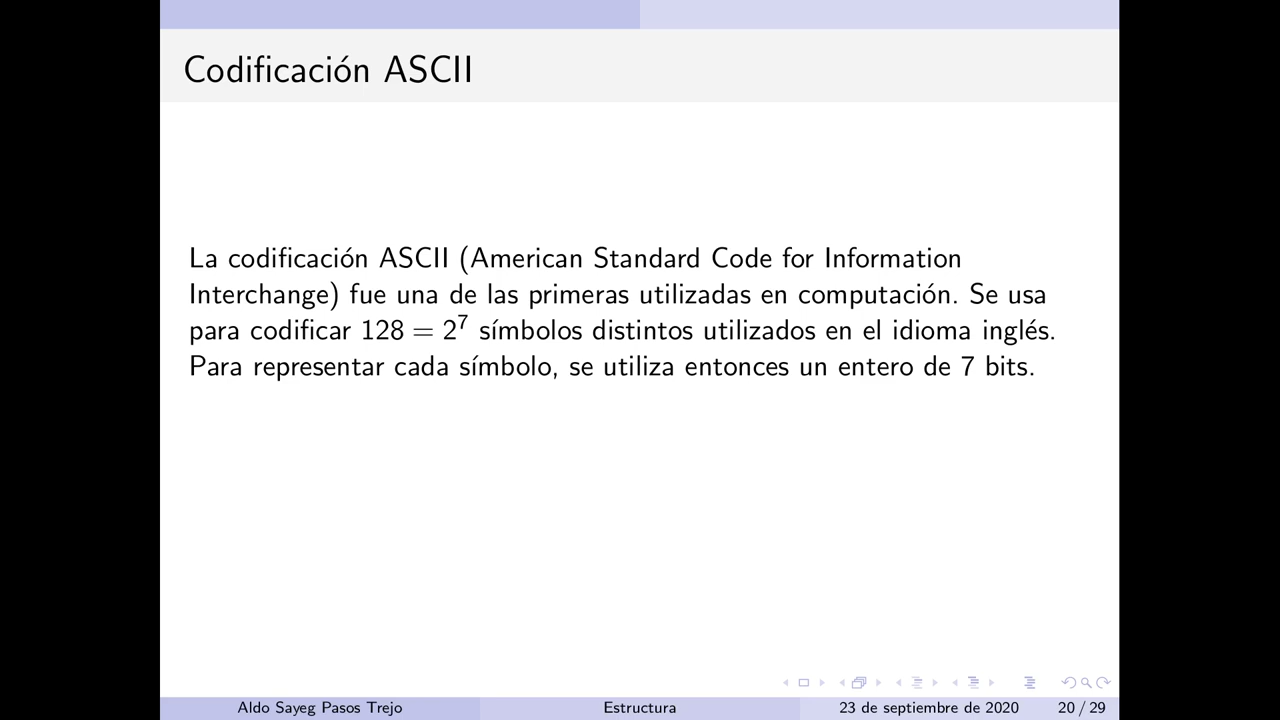 Codificación ASCII
La codificación ASCII (American Standard Code for Information
Interchange) fue una de las primeras utilizadas en computación. Se usa
para codificar 128 = 2⁷ símbolos distintos utilizados en el idioma inglés.
Para representar cada símbolo, se utiliza entonces un entero de 7 bits.
Aldo Sayeg Pasos Trejo Estructura 23 de septiembre de 2020 20 / 29